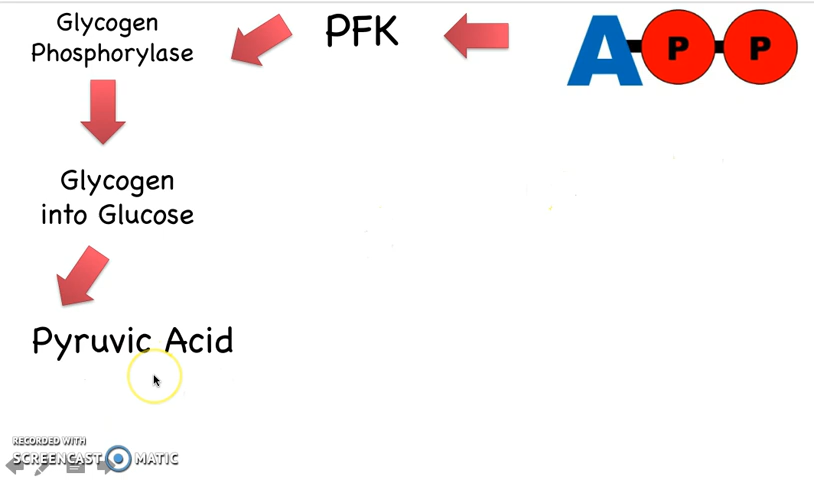 Glycogen
Phosphorylase
PFK
A P P
Glycogen
into Glucose
Pyruvic Acid
RECORDED WITH
SCREENCAST MATIC